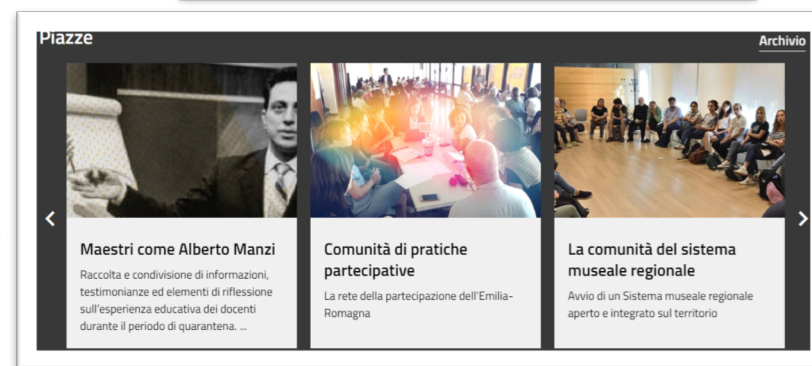 Piazze
Archivio
Maestri come Alberto Manzi
Raccolta e condivisione di informazioni,
testimonianze ed elementi di riflessione
sull'esperienza educativa dei docenti
durante il periodo di quarantena. ...
Comunità di pratiche
partecipative
La rete della partecipazione dell'Emilia-
Romagna
La comunità del sistema
museale regionale
Avvio di un Sistema museale regionale
aperto e integrato sul territorio